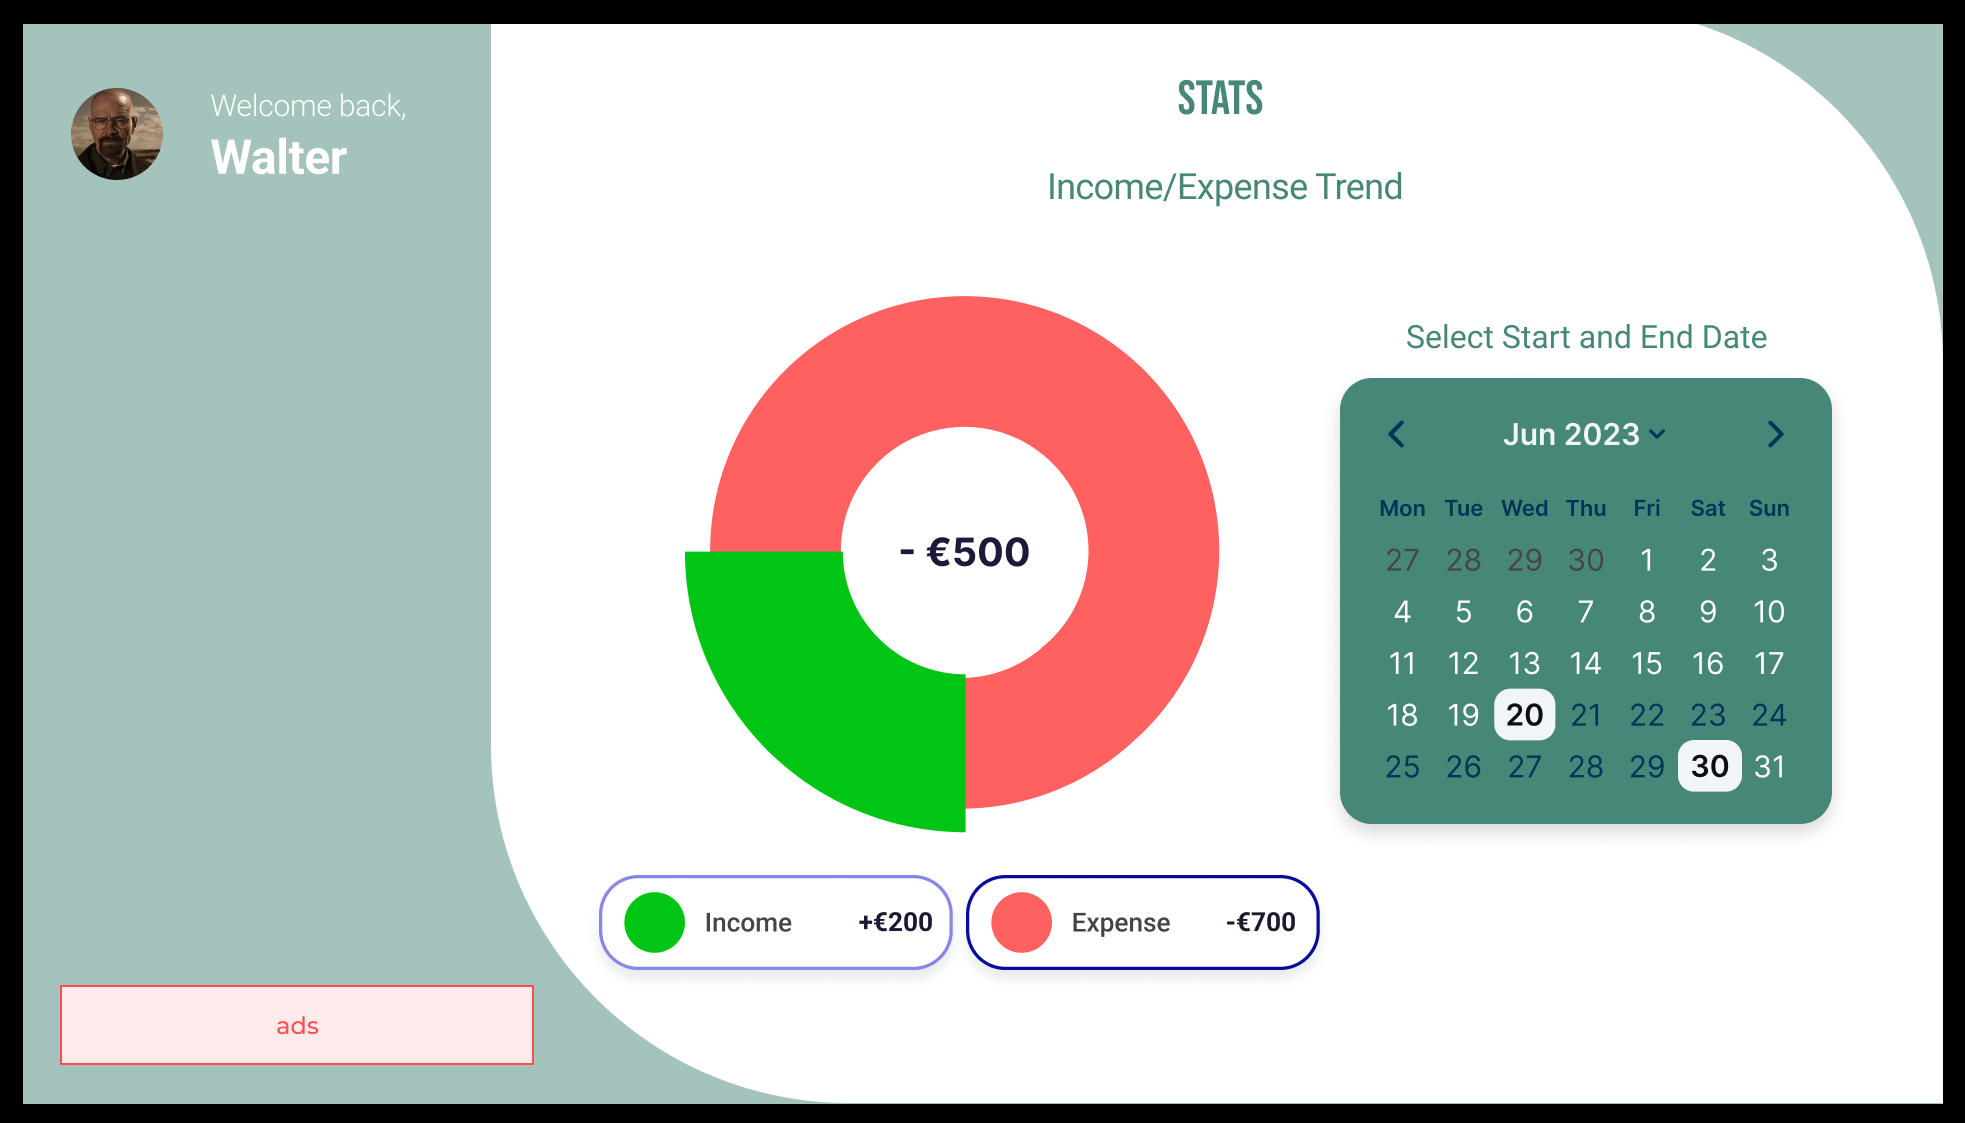 Welcome back,
Walter
STATS
Income/Expense Trend
- €500
Income +€200
Expense -€700
Select Start and End Date
Jun 2023
Mon Tue Wed Thu Fri Sat Sun
27 28 29 30 1 2 3
4 5 6 7 8 9 10
11 12 13 14 15 16 17
18 19 20 21 22 23 24
25 26 27 28 29 30 31
ads